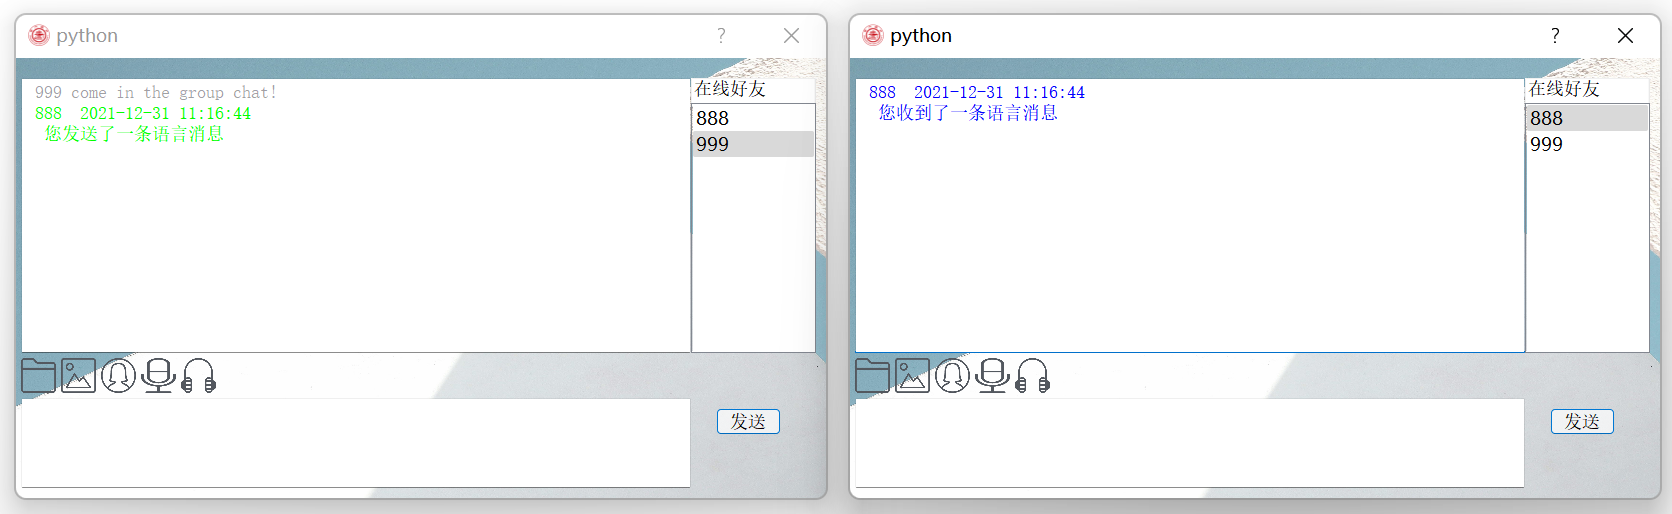 python
?
999 come in the group chat!
888 2021-12-31 11:16:44
您发送了一条语言消息
在线好友
888
999
发送
python
?
888 2021-12-31 11:16:44
您收到了一条语言消息
在线好友
888
999
发送